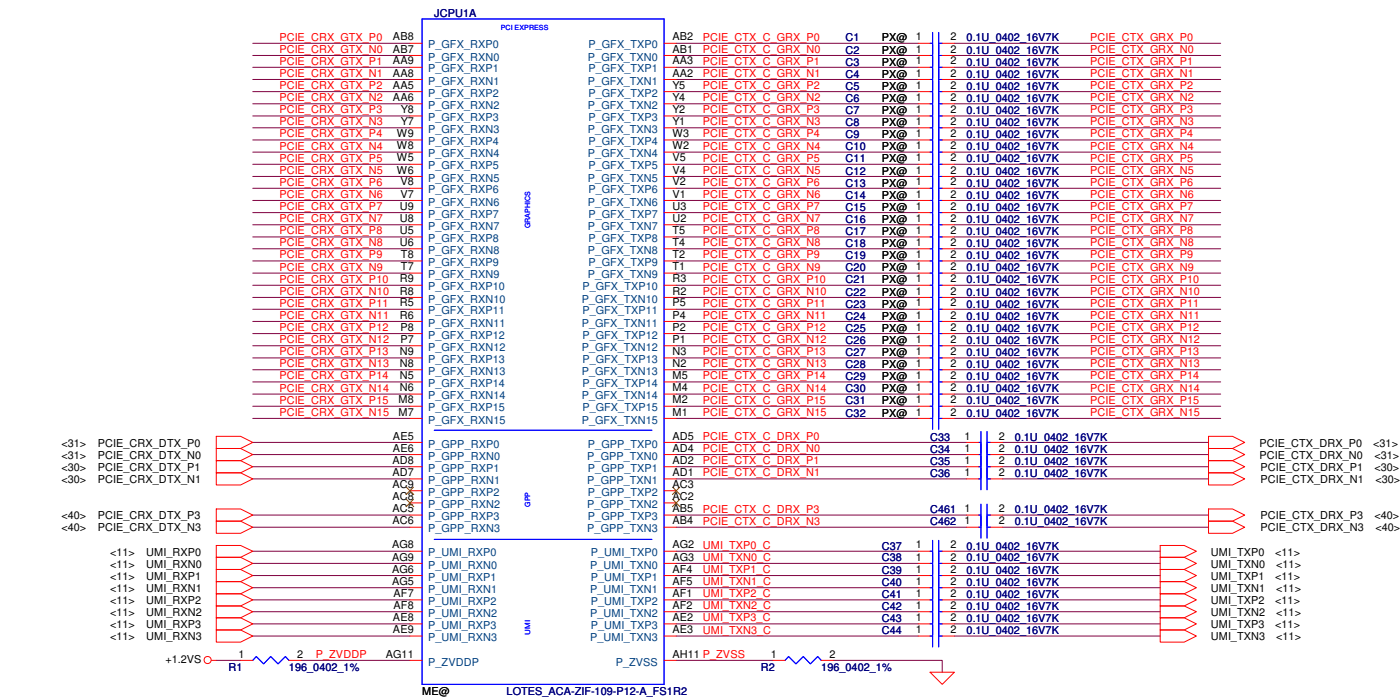 JCPU1A
PCI EXPRESS
PCIE_CRX_GTX_P0 AB8 P_GFX_RXP0 P_GFX_TXP0 AB2 PCIE_CTX_C_GRX_P0 C1 PX@ 1 2 0.1U_0402_16V7K PCIE_CTX_GRX_P0
PCIE_CRX_GTX_N0 AB7 P_GFX_RXN0 P_GFX_TXN0 AB1 PCIE_CTX_C_GRX_N0 C2 PX@ 1 2 0.1U_0402_16V7K PCIE_CTX_GRX_N0
PCIE_CRX_GTX_P1 AA9 P_GFX_RXP1 P_GFX_TXP1 AA3 PCIE_CTX_C_GRX_P1 C3 PX@ 1 2 0.1U_0402_16V7K PCIE_CTX_GRX_P1
PCIE_CRX_GTX_N1 AA8 P_GFX_RXN1 P_GFX_TXN1 AA2 PCIE_CTX_C_GRX_N1 C4 PX@ 1 2 0.1U_0402_16V7K PCIE_CTX_GRX_N1
PCIE_CRX_GTX_P2 AA5 P_GFX_RXP2 P_GFX_TXP2 Y5 PCIE_CTX_C_GRX_P2 C5 PX@ 1 2 0.1U_0402_16V7K PCIE_CTX_GRX_P2
PCIE_CRX_GTX_N2 AA6 P_GFX_RXN2 P_GFX_TXN2 Y4 PCIE_CTX_C_GRX_N2 C6 PX@ 1 2 0.1U_0402_16V7K PCIE_CTX_GRX_N2
PCIE_CRX_GTX_P3 Y8 P_GFX_RXP3 P_GFX_TXP3 Y2 PCIE_CTX_C_GRX_P3 C7 PX@ 1 2 0.1U_0402_16V7K PCIE_CTX_GRX_P3
PCIE_CRX_GTX_N3 Y7 P_GFX_RXN3 P_GFX_TXN3 Y1 PCIE_CTX_C_GRX_N3 C8 PX@ 1 2 0.1U_0402_16V7K PCIE_CTX_GRX_N3
PCIE_CRX_GTX_P4 W9 P_GFX_RXP4 P_GFX_TXP4 W3 PCIE_CTX_C_GRX_P4 C9 PX@ 1 2 0.1U_0402_16V7K PCIE_CTX_GRX_P4
PCIE_CRX_GTX_N4 W8 P_GFX_RXN4 P_GFX_TXN4 W2 PCIE_CTX_C_GRX_N4 C10 PX@ 1 2 0.1U_0402_16V7K PCIE_CTX_GRX_N4
PCIE_CRX_GTX_P5 W5 P_GFX_RXP5 P_GFX_TXP5 V5 PCIE_CTX_C_GRX_P5 C11 PX@ 1 2 0.1U_0402_16V7K PCIE_CTX_GRX_P5
PCIE_CRX_GTX_N5 W6 P_GFX_RXN5 P_GFX_TXN5 V4 PCIE_CTX_C_GRX_N5 C12 PX@ 1 2 0.1U_0402_16V7K PCIE_CTX_GRX_N5
PCIE_CRX_GTX_P6 V8 P_GFX_RXP6 P_GFX_TXP6 V2 PCIE_CTX_C_GRX_P6 C13 PX@ 1 2 0.1U_0402_16V7K PCIE_CTX_GRX_P6
PCIE_CRX_GTX_N6 V7 P_GFX_RXN6 P_GFX_TXN6 V1 PCIE_CTX_C_GRX_N6 C14 PX@ 1 2 0.1U_0402_16V7K PCIE_CTX_GRX_N6
GRAPHICS
PCIE_CRX_GTX_P7 U9 P_GFX_RXP7 P_GFX_TXP7 U3 PCIE_CTX_C_GRX_P7 C15 PX@ 1 2 0.1U_0402_16V7K PCIE_CTX_GRX_P7
PCIE_CRX_GTX_N7 U8 P_GFX_RXN7 P_GFX_TXN7 U2 PCIE_CTX_C_GRX_N7 C16 PX@ 1 2 0.1U_0402_16V7K PCIE_CTX_GRX_N7
PCIE_CRX_GTX_P8 U5 P_GFX_RXP8 P_GFX_TXP8 T5 PCIE_CTX_C_GRX_P8 C17 PX@ 1 2 0.1U_0402_16V7K PCIE_CTX_GRX_P8
PCIE_CRX_GTX_N8 U6 P_GFX_RXN8 P_GFX_TXN8 T4 PCIE_CTX_C_GRX_N8 C18 PX@ 1 2 0.1U_0402_16V7K PCIE_CTX_GRX_N8
PCIE_CRX_GTX_P9 T8 P_GFX_RXP9 P_GFX_TXP9 T2 PCIE_CTX_C_GRX_P9 C19 PX@ 1 2 0.1U_0402_16V7K PCIE_CTX_GRX_P9
PCIE_CRX_GTX_N9 T7 P_GFX_RXN9 P_GFX_TXN9 T1 PCIE_CTX_C_GRX_N9 C20 PX@ 1 2 0.1U_0402_16V7K PCIE_CTX_GRX_N9
PCIE_CRX_GTX_P10 R9 P_GFX_RXP10 P_GFX_TXP10 R3 PCIE_CTX_C_GRX_P10 C21 PX@ 1 2 0.1U_0402_16V7K PCIE_CTX_GRX_P10
PCIE_CRX_GTX_N10 R8 P_GFX_RXN10 P_GFX_TXN10 R2 PCIE_CTX_C_GRX_N10 C22 PX@ 1 2 0.1U_0402_16V7K PCIE_CTX_GRX_N10
PCIE_CRX_GTX_P11 R5 P_GFX_RXP11 P_GFX_TXP11 P5 PCIE_CTX_C_GRX_P11 C23 PX@ 1 2 0.1U_0402_16V7K PCIE_CTX_GRX_P11
PCIE_CRX_GTX_N11 R6 P_GFX_RXN11 P_GFX_TXN11 P4 PCIE_CTX_C_GRX_N11 C24 PX@ 1 2 0.1U_0402_16V7K PCIE_CTX_GRX_N11
PCIE_CRX_GTX_P12 P8 P_GFX_RXP12 P_GFX_TXP12 P2 PCIE_CTX_C_GRX_P12 C25 PX@ 1 2 0.1U_0402_16V7K PCIE_CTX_GRX_P12
PCIE_CRX_GTX_N12 P7 P_GFX_RXN12 P_GFX_TXN12 P1 PCIE_CTX_C_GRX_N12 C26 PX@ 1 2 0.1U_0402_16V7K PCIE_CTX_GRX_N12
PCIE_CRX_GTX_P13 N9 P_GFX_RXP13 P_GFX_TXP13 N3 PCIE_CTX_C_GRX_P13 C27 PX@ 1 2 0.1U_0402_16V7K PCIE_CTX_GRX_P13
PCIE_CRX_GTX_N13 N8 P_GFX_RXN13 P_GFX_TXN13 N2 PCIE_CTX_C_GRX_N13 C28 PX@ 1 2 0.1U_0402_16V7K PCIE_CTX_GRX_N13
PCIE_CRX_GTX_P14 N5 P_GFX_RXP14 P_GFX_TXP14 M5 PCIE_CTX_C_GRX_P14 C29 PX@ 1 2 0.1U_0402_16V7K PCIE_CTX_GRX_P14
PCIE_CRX_GTX_N14 N6 P_GFX_RXN14 P_GFX_TXN14 M4 PCIE_CTX_C_GRX_N14 C30 PX@ 1 2 0.1U_0402_16V7K PCIE_CTX_GRX_N14
PCIE_CRX_GTX_P15 M8 P_GFX_RXP15 P_GFX_TXP15 M2 PCIE_CTX_C_GRX_P15 C31 PX@ 1 2 0.1U_0402_16V7K PCIE_CTX_GRX_P15
PCIE_CRX_GTX_N15 M7 P_GFX_RXN15 P_GFX_TXN15 M1 PCIE_CTX_C_GRX_N15 C32 PX@ 1 2 0.1U_0402_16V7K PCIE_CTX_GRX_N15
<31> PCIE_CRX_DTX_P0 AE5 P_GPP_RXP0 P_GPP_TXP0 AD5 PCIE_CTX_C_DRX_P0 C33 1 2 0.1U_0402_16V7K PCIE_CTX_DRX_P0 <31>
<31> PCIE_CRX_DTX_N0 AE6 P_GPP_RXN0 P_GPP_TXN0 AD4 PCIE_CTX_C_DRX_N0 C34 1 2 0.1U_0402_16V7K PCIE_CTX_DRX_N0 <31>
<30> PCIE_CRX_DTX_P1 AD8 P_GPP_RXP1 P_GPP_TXP1 AD2 PCIE_CTX_C_DRX_P1 C35 1 2 0.1U_0402_16V7K PCIE_CTX_DRX_P1 <30>
<30> PCIE_CRX_DTX_N1 AD7 P_GPP_RXN1 P_GPP_TXN1 AD1 PCIE_CTX_C_DRX_N1 C36 1 2 0.1U_0402_16V7K PCIE_CTX_DRX_N1 <30>
AC9 P_GPP_RXP2 P_GPP_TXP2 AC3
GPP
AC8 P_GPP_RXN2 P_GPP_TXN2 AC2
<40> PCIE_CRX_DTX_P3 AC5 P_GPP_RXP3 P_GPP_TXP3 AB5 PCIE_CTX_C_DRX_P3 C461 1 2 0.1U_0402_16V7K PCIE_CTX_DRX_P3 <40>
<40> PCIE_CRX_DTX_N3 AC6 P_GPP_RXN3 P_GPP_TXN3 AB4 PCIE_CTX_C_DRX_N3 C462 1 2 0.1U_0402_16V7K PCIE_CTX_DRX_N3 <40>
<11> UMI_RXP0 AG8 P_UMI_RXP0 P_UMI_TXP0 AG2 UMI_TXP0_C C37 1 2 0.1U_0402_16V7K UMI_TXP0 <11>
<11> UMI_RXN0 AG9 P_UMI_RXN0 P_UMI_TXN0 AG3 UMI_TXN0_C C38 1 2 0.1U_0402_16V7K UMI_TXN0 <11>
<11> UMI_RXP1 AG6 P_UMI_RXP1 P_UMI_TXP1 AF4 UMI_TXP1_C C39 1 2 0.1U_0402_16V7K UMI_TXP1 <11>
<11> UMI_RXN1 AG5 P_UMI_RXN1 P_UMI_TXN1 AF5 UMI_TXN1_C C40 1 2 0.1U_0402_16V7K UMI_TXN1 <11>
<11> UMI_RXP2 AF7 P_UMI_RXP2 P_UMI_TXP2 AF1 UMI_TXP2_C C41 1 2 0.1U_0402_16V7K UMI_TXP2 <11>
<11> UMI_RXN2 AF8 P_UMI_RXN2 P_UMI_TXN2 AF2 UMI_TXN2_C C42 1 2 0.1U_0402_16V7K UMI_TXN2 <11>
<11> UMI_RXP3 AE8 P_UMI_RXP3 P_UMI_TXP3 AE2 UMI_TXP3_C C43 1 2 0.1U_0402_16V7K UMI_TXP3 <11>
UMI
<11> UMI_RXN3 AE9 P_UMI_RXN3 P_UMI_TXN3 AE3 UMI_TXN3_C C44 1 2 0.1U_0402_16V7K UMI_TXN3 <11>
+1.2VS 1 2 P_ZVDDP AG11 P_ZVDDP P_ZVSS AH11 P_ZVSS 1 2
R1 196_0402_1% R2 196_0402_1%
ME@ LOTES_ACA-ZIF-109-P12-A_FS1R2